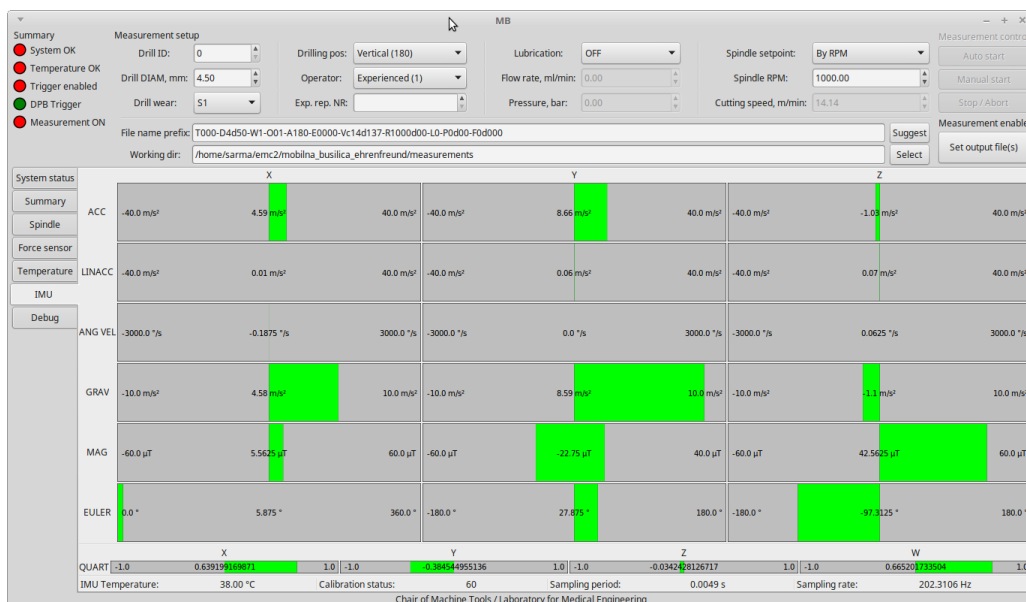 MB
Summary
Measurement setup
Measurement contro
System OK
Drill ID: 0
Drilling pos: Vertical (180)
Lubrication: OFF
Spindle setpoint: By RPM
Auto start
Temperature OK
Trigger enabled
Drill DIAM, mm: 4.50
Operator: Experienced (1)
Flow rate, ml/min: 0.00
Spindle RPM: 1000.00
Manual start
DPB Trigger
Drill wear: S1
Exp. rep. NR:
Pressure, bar: 0.00
Cutting speed, m/min: 14.14
Stop / Abort
Measurement ON
Measurement enable
File name prefix: T000-D4d50-W1-O01-A180-E0000-Vc14d137-R1000d00-L0-P0d00-F0d000
Suggest
Working dir: /home/sarma/emc2/mobilna_busilica_ehrenfreund/measurements
Select
Set output file(s)
System status
Summary
Spindle
Force sensor
Temperature
IMU
Debug
X Y Z
ACC -40.0 m/s² 4.59 m/s² 40.0 m/s² -40.0 m/s² 8.66 m/s² 40.0 m/s² -40.0 m/s² -1.03 m/s² 40.0 m/s
LINACC -40.0 m/s² 0.01 m/s² 40.0 m/s² -40.0 m/s² 0.06 m/s² 40.0 m/s² -40.0 m/s² 0.07 m/s² 40.0 m/s
ANG VEL -3000.0 °/s -0.1875 °/s 3000.0 °/s -3000.0 °/s 0.0 °/s 3000.0 °/s -3000.0 °/s 0.0625 °/s 3000.0 °/s
GRAV -10.0 m/s² 4.58 m/s² 10.0 m/s² -10.0 m/s² 8.59 m/s² 10.0 m/s² -10.0 m/s² -1.1 m/s² 10.0 m/s
MAG -60.0 µT 5.5625 µT 60.0 µT -60.0 µT -22.75 µT 40.0 µT -60.0 µT 42.5625 µT 60.0 µT
EULER 0.0 ° 5.875 ° 360.0 ° -180.0 ° 27.875 ° 180.0 ° -180.0 ° -97.3125 ° 180.0 °
X Y Z W
QUART -1.0 0.639199169871 1.0 -1.0 -0.384544955136 1.0 -1.0 -0.0342428126717 1.0 -1.0 0.665201733504 1.0
IMU Temperature: 38.00 °C Calibration status: 60 Sampling period: 0.0049 s Sampling rate: 202.3106 Hz
Chair of Machine Tools / Laboratory for Medical Engineering